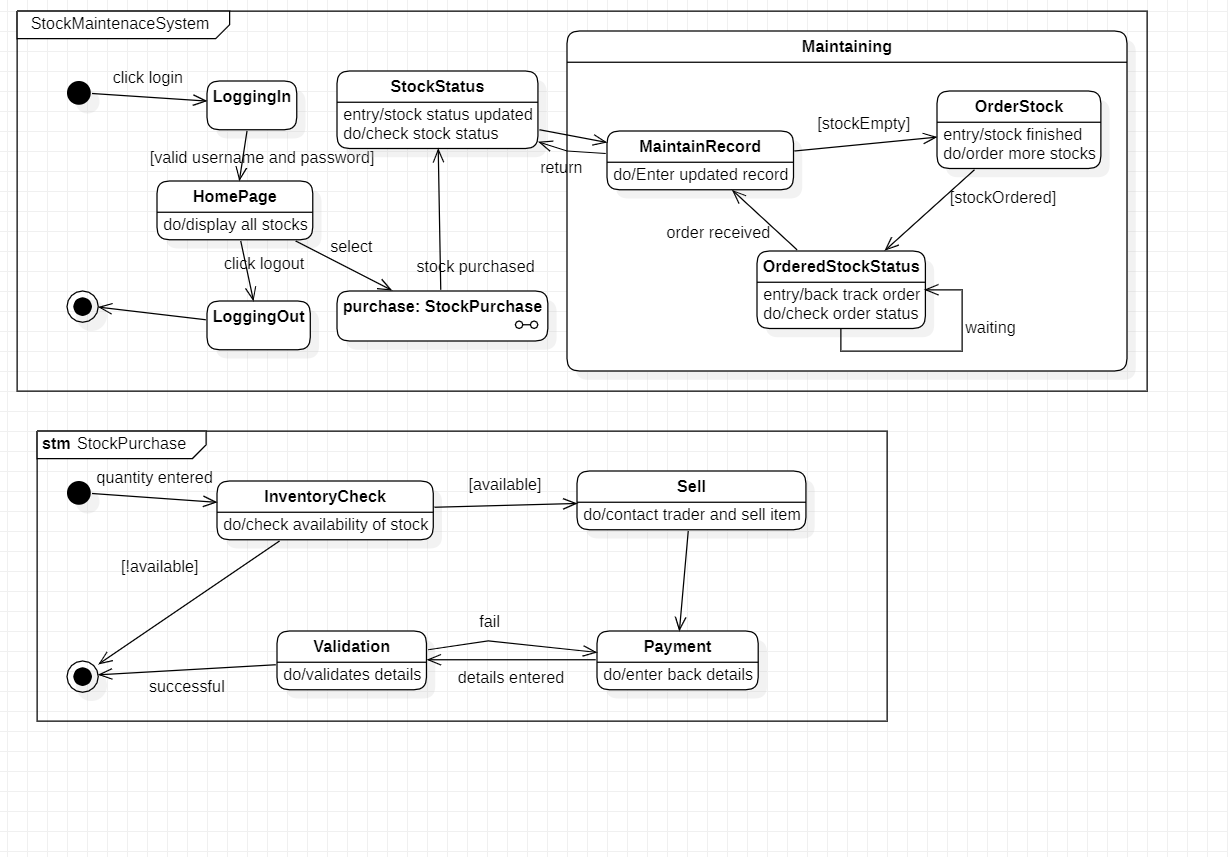 StockMaintenaceSystem
Maintaining
click login
LoggingIn
StockStatus
entry/stock status updated
do/check stock status
[valid username and password]
HomePage
do/display all stocks
return
MaintainRecord
do/Enter updated record
[stockEmpty]
OrderStock
entry/stock finished
do/order more stocks
[stockOrdered]
order received
select
click logout
stock purchased
LoggingOut
purchase: StockPurchase
OrderedStockStatus
entry/back track order
do/check order status
waiting
stm StockPurchase
quantity entered
InventoryCheck
do/check availability of stock
[available]
Sell
do/contact trader and sell item
[!available]
fail
Validation
do/validates details
Payment
do/enter back details
details entered
successful